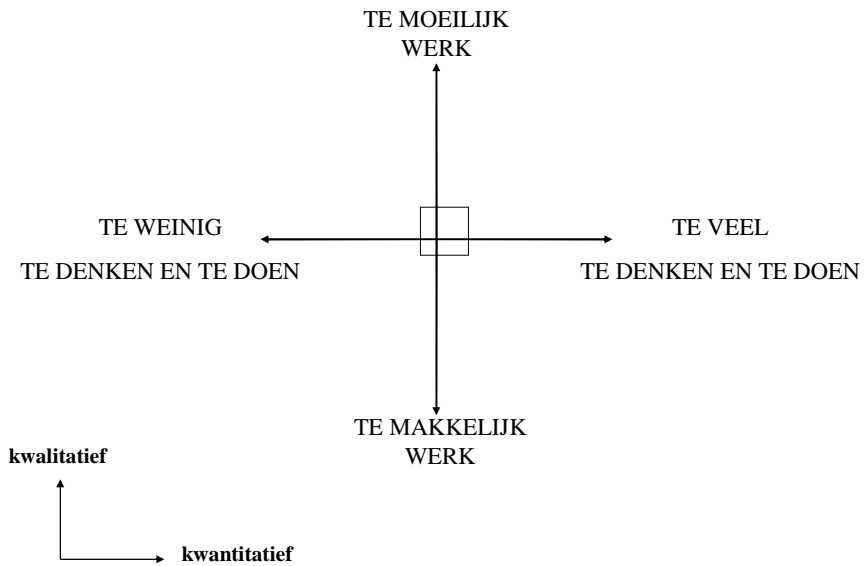 TE MOEILIJK
WERK
TE WEINIG
TE DENKEN EN TE DOEN
TE VEEL
TE DENKEN EN TE DOEN
TE MAKKELIJK
WERK
kwalitatief
kwantitatief